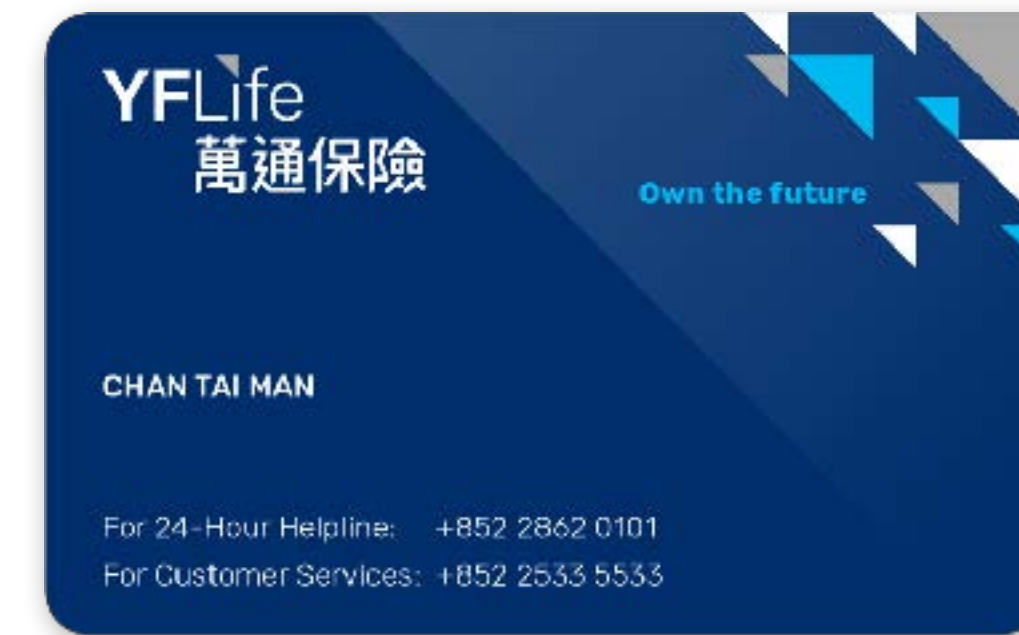 YFLife
萬通保險
Own the future
CHAN TAI MAN
For 24-Hour Helpline: +852 2862 0101
For Customer Services: +852 2533 5533